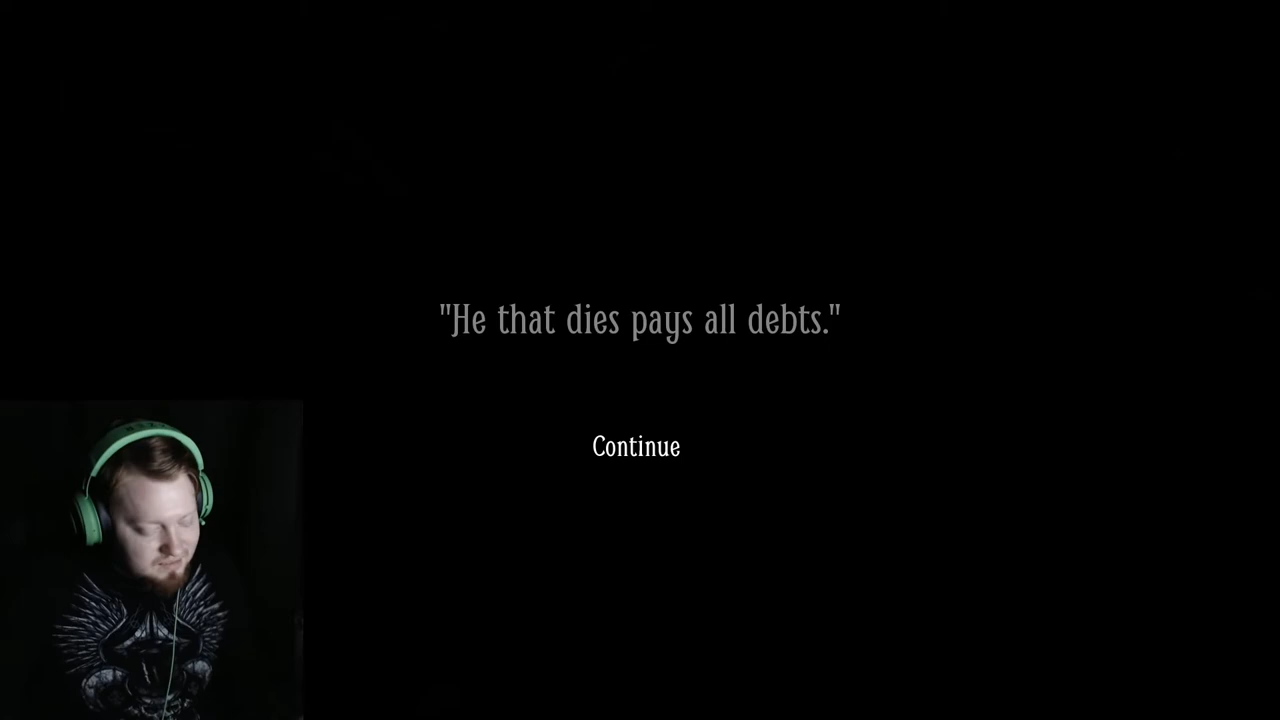 "He that dies pays all debts."
Continue